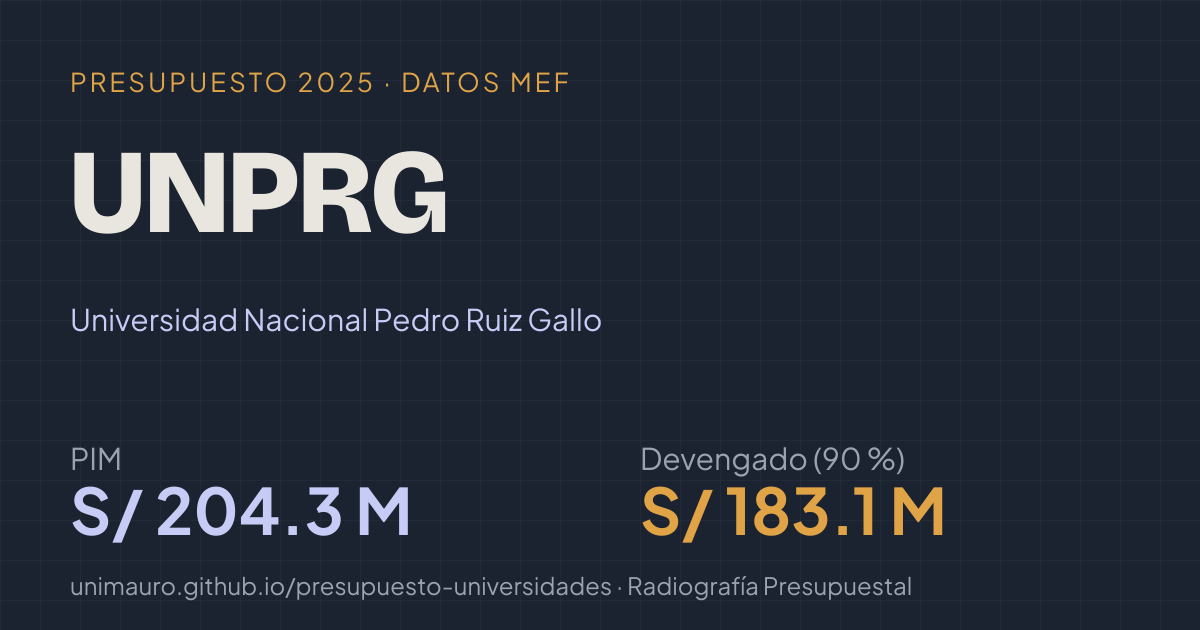 PRESUPUESTO 2025 · DATOS MEF
UNPRG
Universidad Nacional Pedro Ruiz Gallo
PIM
S/ 204.3 M
Devengado (90 %)
S/ 183.1 M
unimauro.github.io/presupuesto-universidades · Radiografía Presupuestal